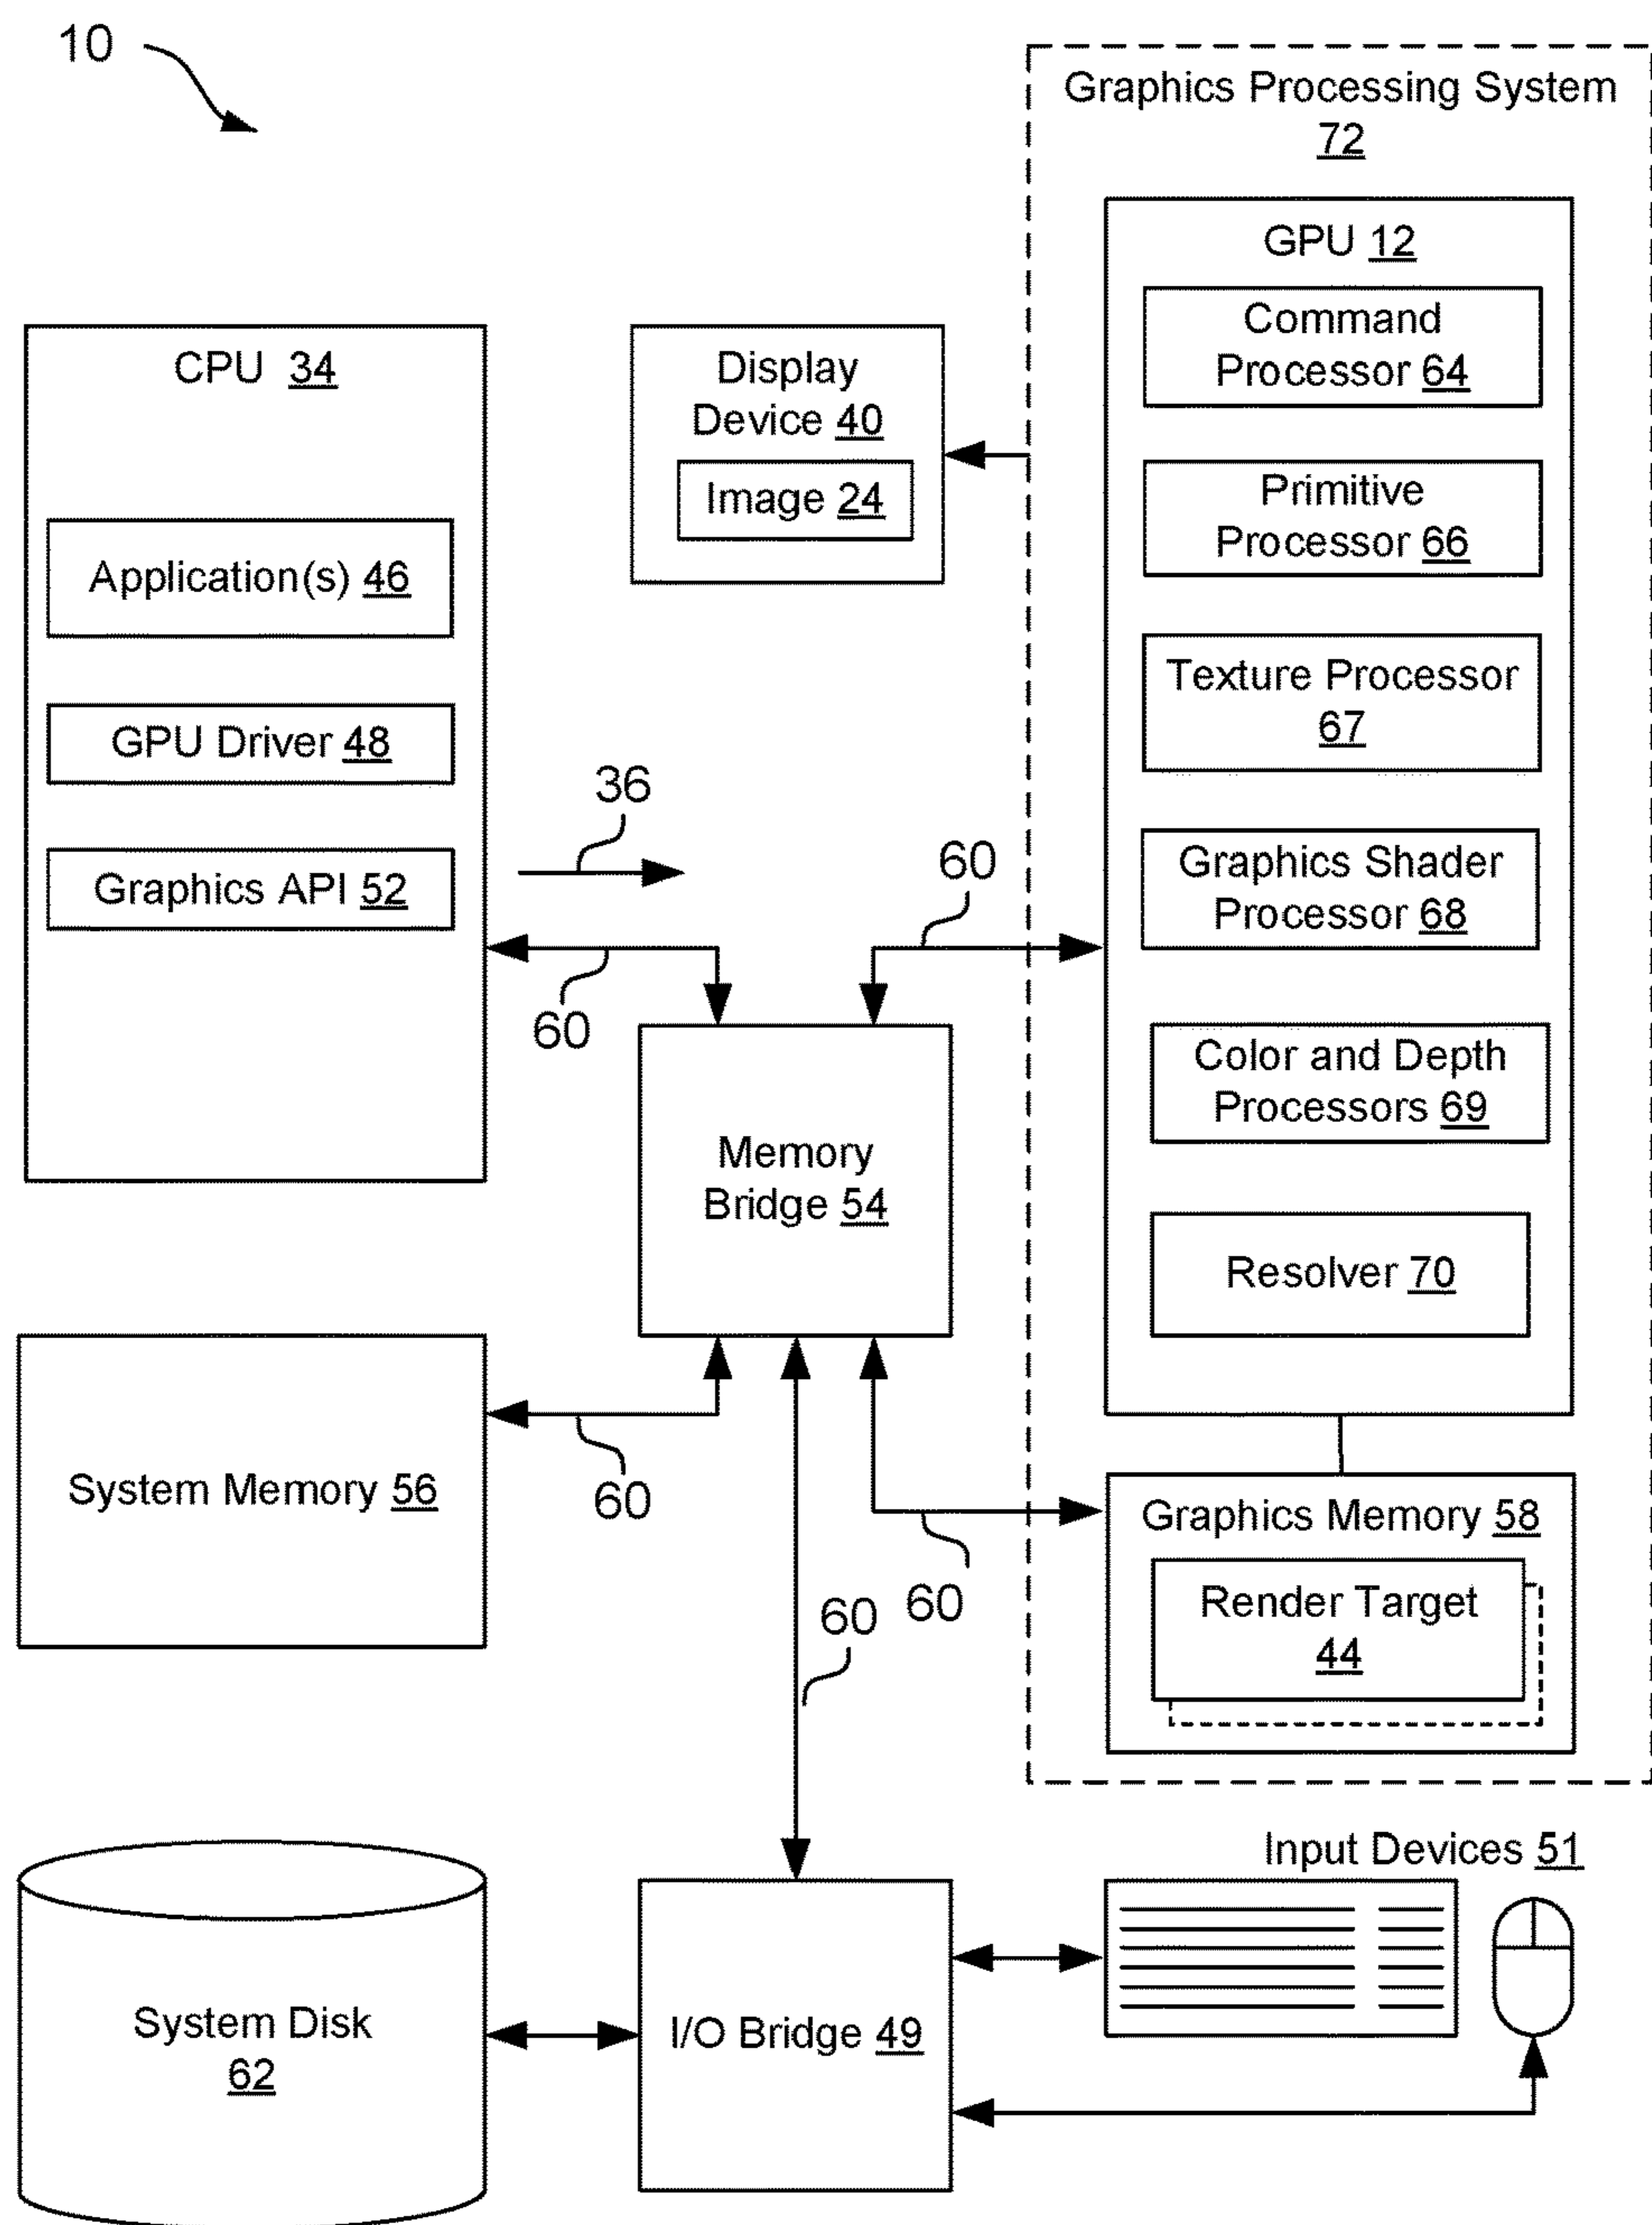 10
Graphics Processing System
72
GPU 12
Command
Processor 64
Primitive
Processor 66
Texture Processor
67
Graphics Shader
Processor 68
Color and Depth
Processors 69
Resolver 70
CPU 34
Application(s) 46
GPU Driver 48
Graphics API 52
Display
Device 40
Image 24
36
60
60
Memory
Bridge 54
System Memory 56
60
60
60
Graphics Memory 58
Render Target
44
System Disk
62
I/O Bridge 49
Input Devices 51